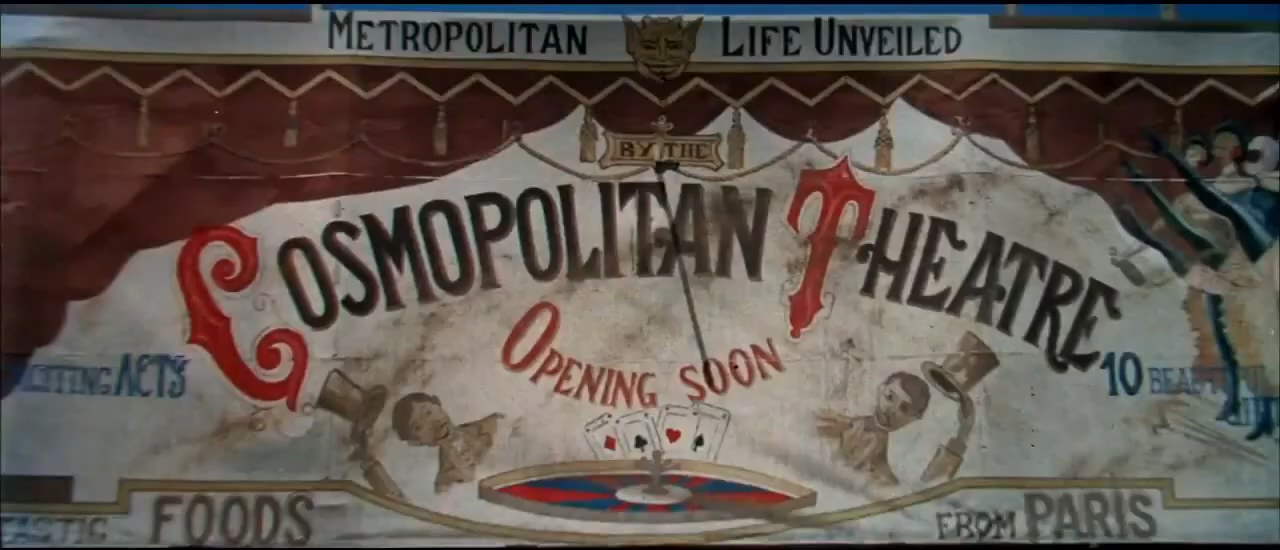 METROPOLITAN LIFE UNVEILED
BY THE
COSMOPOLITAN THEATRE
OPENING SOON
ACTS
10
FOODS
FROM PARIS